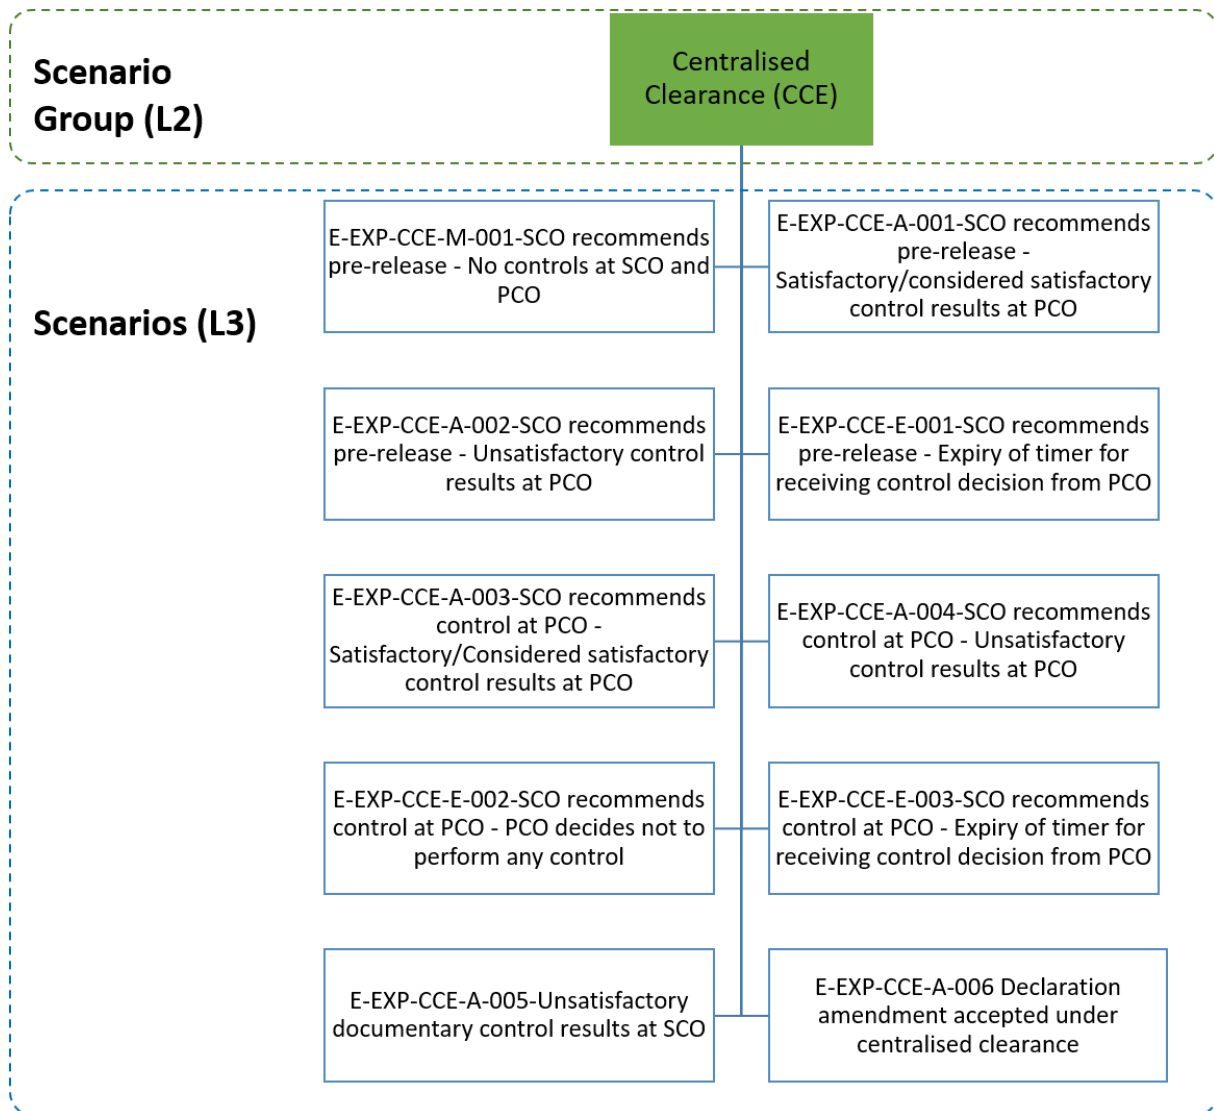 Scenario
Group (L2)
Centralised
Clearance (CCE)
Scenarios (L3)
E-EXP-CCE-M-001-SCO recommends
pre-release - No controls at SCO and
PCO
E-EXP-CCE-A-001-SCO recommends
pre-release -
Satisfactory/considered satisfactory
control results at PCO
E-EXP-CCE-A-002-SCO recommends
pre-release - Unsatisfactory control
results at PCO
E-EXP-CCE-E-001-SCO recommends
pre-release - Expiry of timer for
receiving control decision from PCO
E-EXP-CCE-A-003-SCO recommends
control at PCO -
Satisfactory/Considered satisfactory
control results at PCO
E-EXP-CCE-A-004-SCO recommends
control at PCO - Unsatisfactory
control results at PCO
E-EXP-CCE-E-002-SCO recommends
control at PCO - PCO decides not to
perform any control
E-EXP-CCE-E-003-SCO recommends
control at PCO - Expiry of timer for
receiving control decision from PCO
E-EXP-CCE-A-005-Unsatisfactory
documentary control results at SCO
E-EXP-CCE-A-006 Declaration
amendment accepted under
centralised clearance